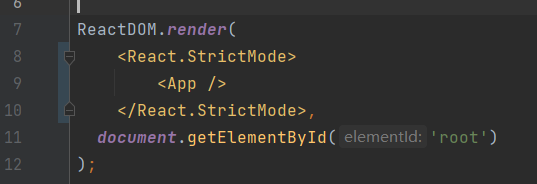 6
7 ReactDOM.render(
8 <React.StrictMode>
9 <App />
10 </React.StrictMode>,
11 document.getElementById( elementId: 'root')
12 );